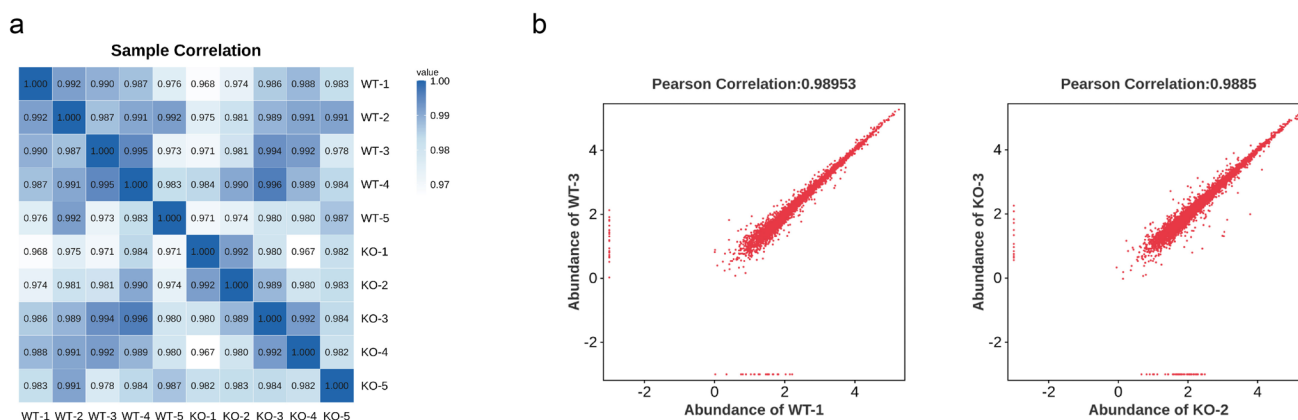 a
Sample Correlation
1.000 0.992 0.990 0.987 0.976 0.968 0.974 0.986 0.988 0.983 WT-1
0.992 1.000 0.987 0.991 0.992 0.975 0.981 0.989 0.991 0.991 WT-2
0.990 0.987 1.000 0.995 0.973 0.971 0.981 0.994 0.992 0.978 WT-3
0.987 0.991 0.995 1.000 0.983 0.984 0.990 0.996 0.989 0.984 WT-4
0.976 0.992 0.973 0.983 1.000 0.971 0.974 0.980 0.980 0.987 WT-5
0.968 0.975 0.971 0.984 0.971 1.000 0.992 0.980 0.967 0.982 KO-1
0.974 0.981 0.981 0.990 0.974 0.992 1.000 0.989 0.980 0.983 KO-2
0.986 0.989 0.994 0.996 0.980 0.980 0.989 1.000 0.992 0.984 KO-3
0.988 0.991 0.992 0.989 0.980 0.967 0.980 0.992 1.000 0.982 KO-4
0.983 0.991 0.978 0.984 0.987 0.982 0.983 0.984 0.982 1.000 KO-5
WT-1 WT-2 WT-3 WT-4 WT-5 KO-1 KO-2 KO-3 KO-4 KO-5
value
1.00
0.99
0.98
0.97
b
Pearson Correlation:0.98953
Abundance of WT-3
4
2
0
-2
-2 0 2 4
Abundance of WT-1
Pearson Correlation:0.9885
Abundance of KO-3
4
2
0
-2
-2 0 2 4
Abundance of KO-2